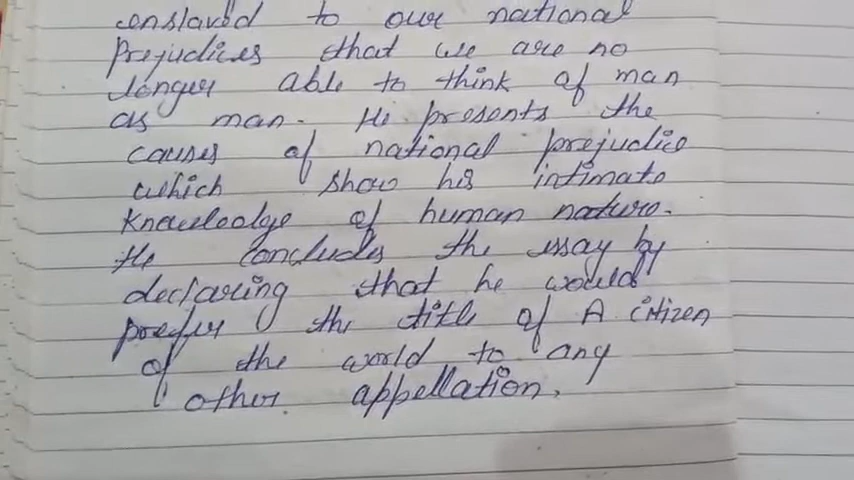 enslaved to our national
Prejudices that we are no
longer able to think of man
as man. He presents the
causes of national prejudice
which show his intimate
knowledge of human nature.
He concludes the essay by
declaring that he would
prefer the title of A citizen
of the world to any
other appellation.